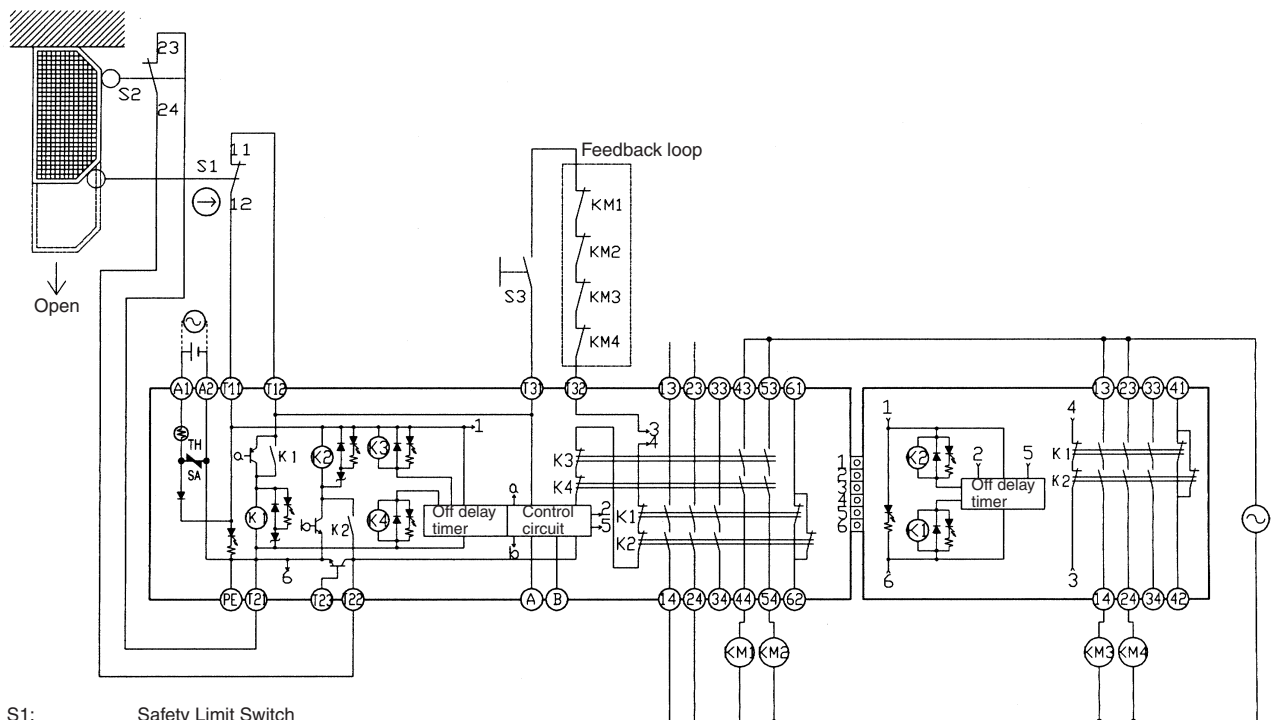 23
S2
24
11
S1
12
Open
Feedback loop
KM1
KM2
KM3
KM4
S3
A1 A2 T11 T12 T31 T32 13 23 33 43 53 61 13 23 33 41
TH
SA
a
K1
K2
K3
1
3
4
K3
K4
1
2
3
4
5
6
1
4
K2
2
5
K1
K2
K1
b
K2
K4
Off delay
timer
a
Control
circuit
b
2
5
K1
K2
Off delay
timer
K1
6
6
3
PE T21 T23 T22 A B 14 24 34 44 54 62 14 24 34 42
KM1 KM2 KM3 KM4
S1: Safety Limit Switch